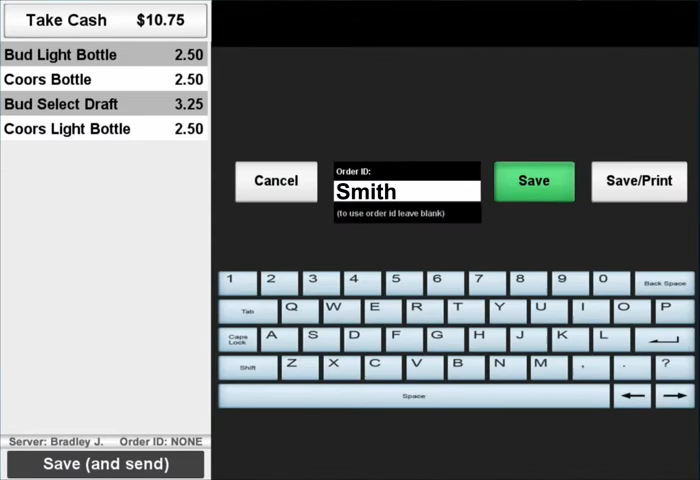 Take Cash $10.75
Bud Light Bottle 2.50
Coors Bottle 2.50
Bud Select Draft 3.25
Coors Light Bottle 2.50
Cancel
Order ID:
Smith
(to use order id leave blank)
Save
Save/Print
1 2 3 4 5 6 7 8 9 0 Back Space
Tab Q W E R T Y U I O P
Caps Lock A S D F G H J K L
Shift Z X C V B N M , . ?
Space
Server: Bradley J. Order ID: NONE
Save (and send)